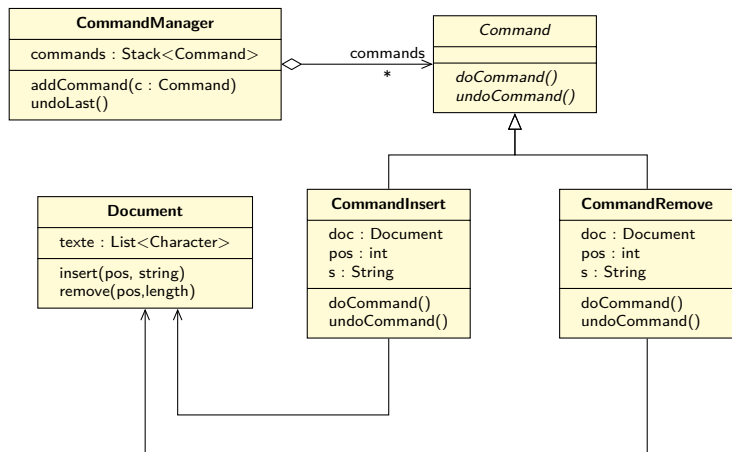 CommandManager
commands : Stack<Command>
addCommand(c : Command)
undoLast()
commands
*
Command
doCommand()
undoCommand()
Document
texte : List<Character>
insert(pos, string)
remove(pos,length)
CommandInsert
doc : Document
pos : int
s : String
doCommand()
undoCommand()
CommandRemove
doc : Document
pos : int
s : String
doCommand()
undoCommand()